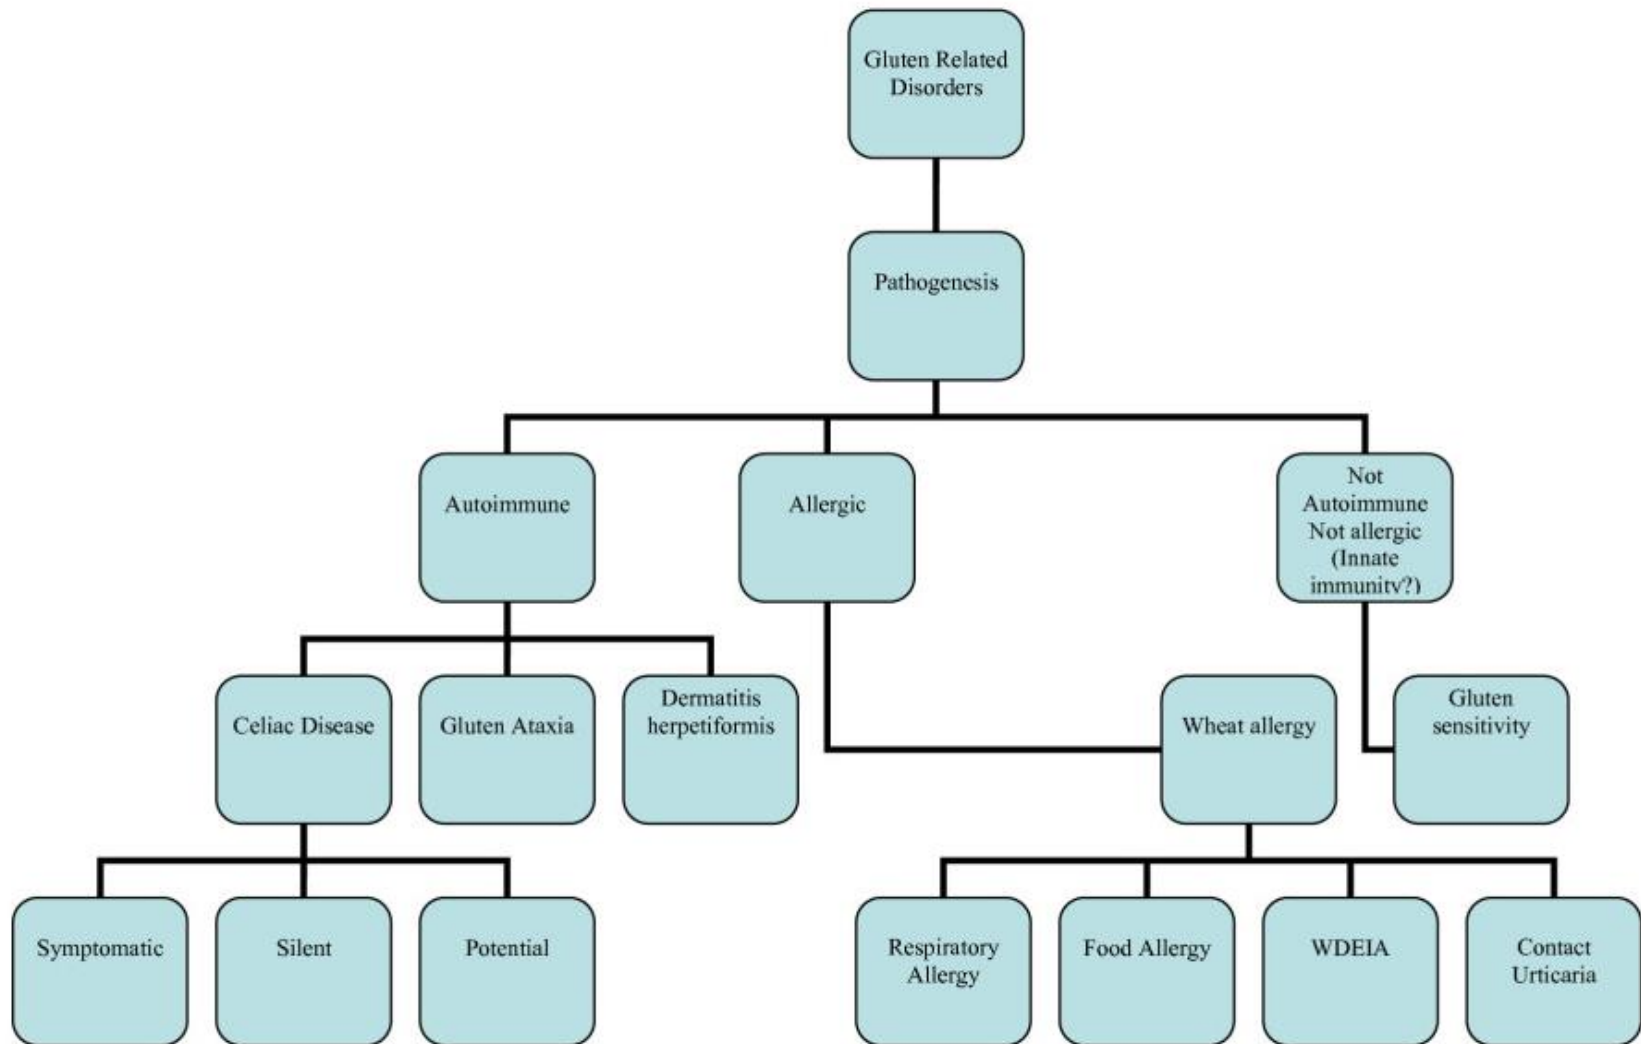 Gluten Related
Disorders
Pathogenesis
Autoimmune
Allergic
Not
Autoimmune
Not allergic
(Innate
immunity?)
Celiac Disease
Gluten Ataxia
Dermatitis
herpetiformis
Wheat allergy
Gluten
sensitivity
Symptomatic
Silent
Potential
Respiratory
Allergy
Food Allergy
WDEIA
Contact
Urticaria